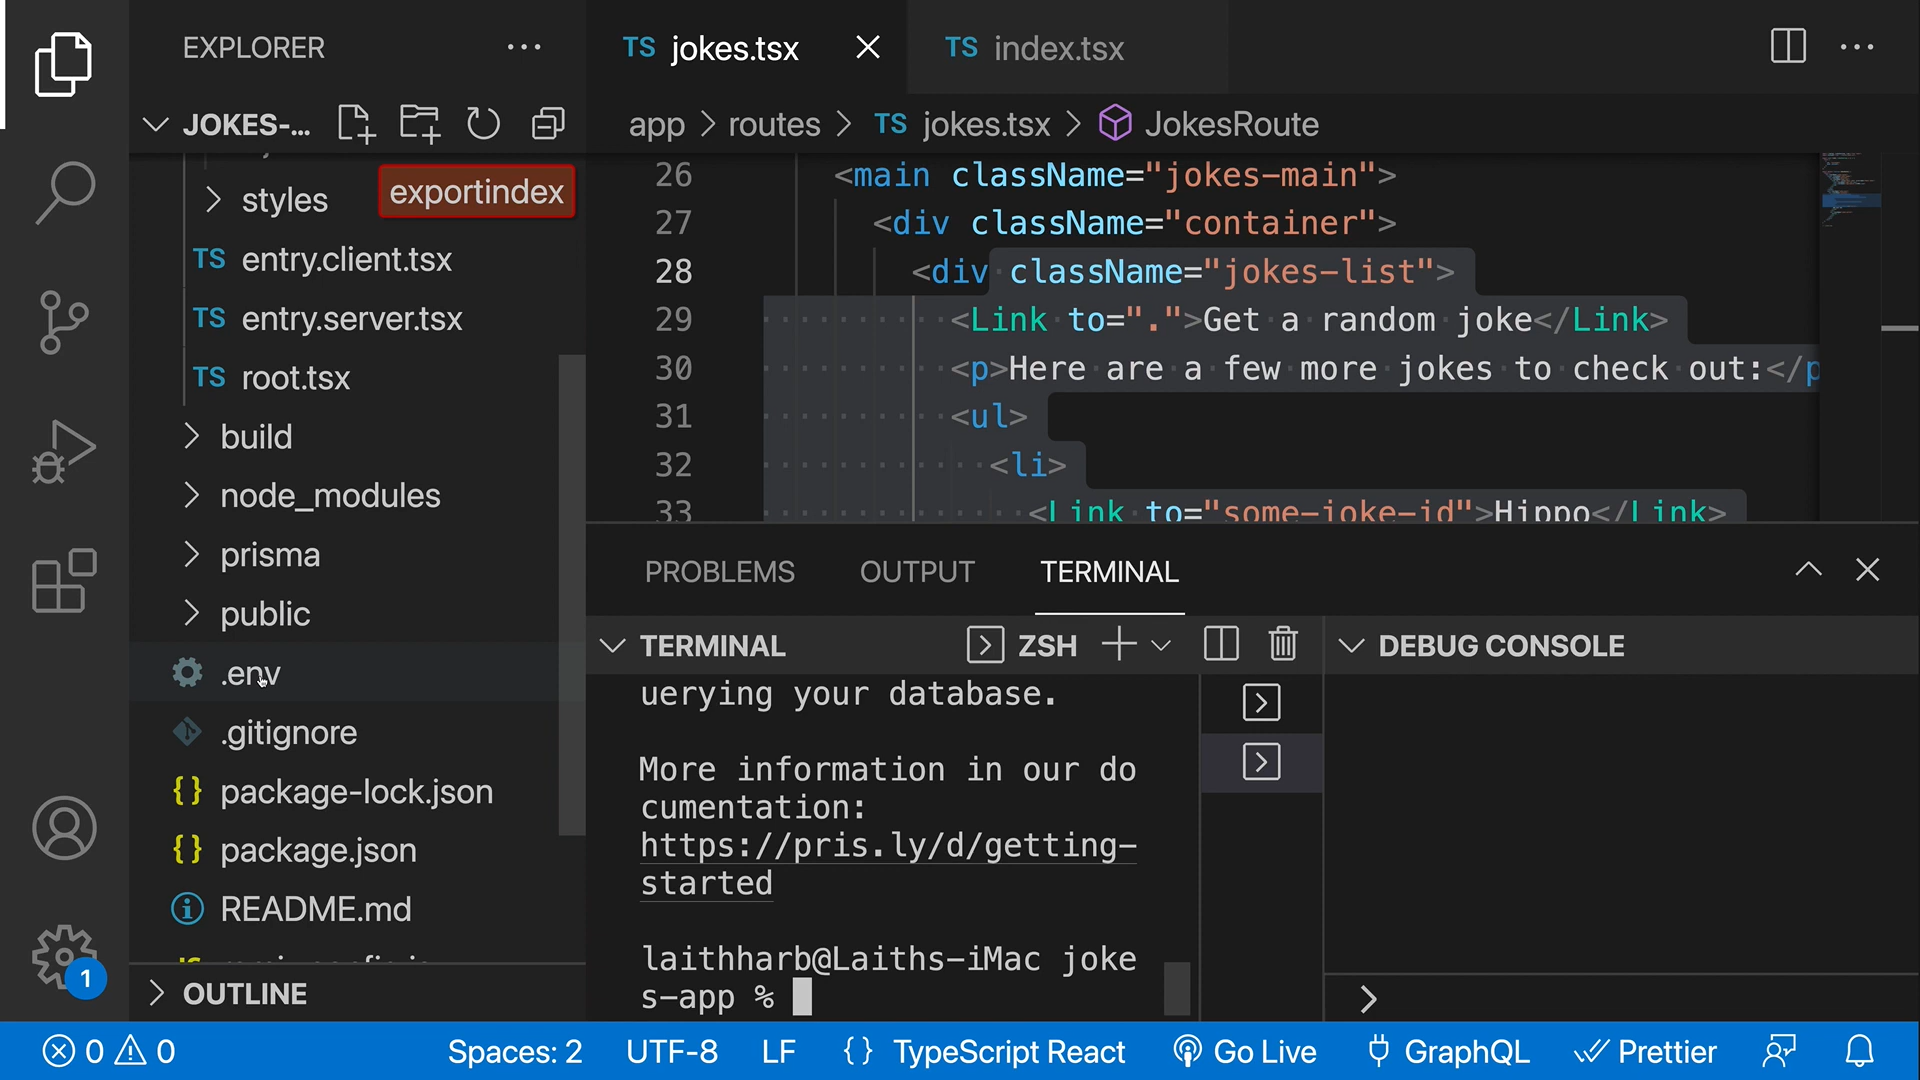 EXPLORER
JOKES-...
styles
exportindex
TS entry.client.tsx
TS entry.server.tsx
TS root.tsx
build
node_modules
prisma
public
.env
.gitignore
{} package-lock.json
{} package.json
README.md
OUTLINE
1
TS jokes.tsx
TS index.tsx
app > routes > TS jokes.tsx > JokesRoute
26 <main className="jokes-main">
27 <div className="container">
28 <div className="jokes-list">
29 <Link to=".">Get a random joke</Link>
30 <p>Here are a few more jokes to check out:</p
31 <ul>
32 <li>
33 <Link to="some-joke-id">Hippo</Link>
PROBLEMS OUTPUT TERMINAL
TERMINAL
ZSH
DEBUG CONSOLE
uerying your database.
More information in our do
cumentation:
https://pris.ly/d/getting-
started
laithharb@Laiths-iMac joke
s-app %
0 0 Spaces: 2 UTF-8 LF {} TypeScript React Go Live GraphQL Prettier